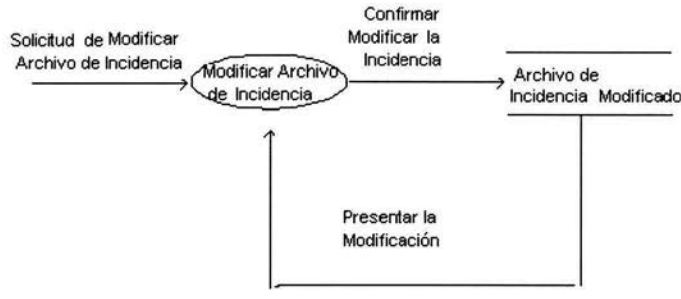 Solicitud de Modificar
Archivo de Incidencia
Confirmar
Modificar la
Incidencia
Modificar Archivo
de Incidencia
Archivo de
Incidencia Modificado
Presentar la
Modificación